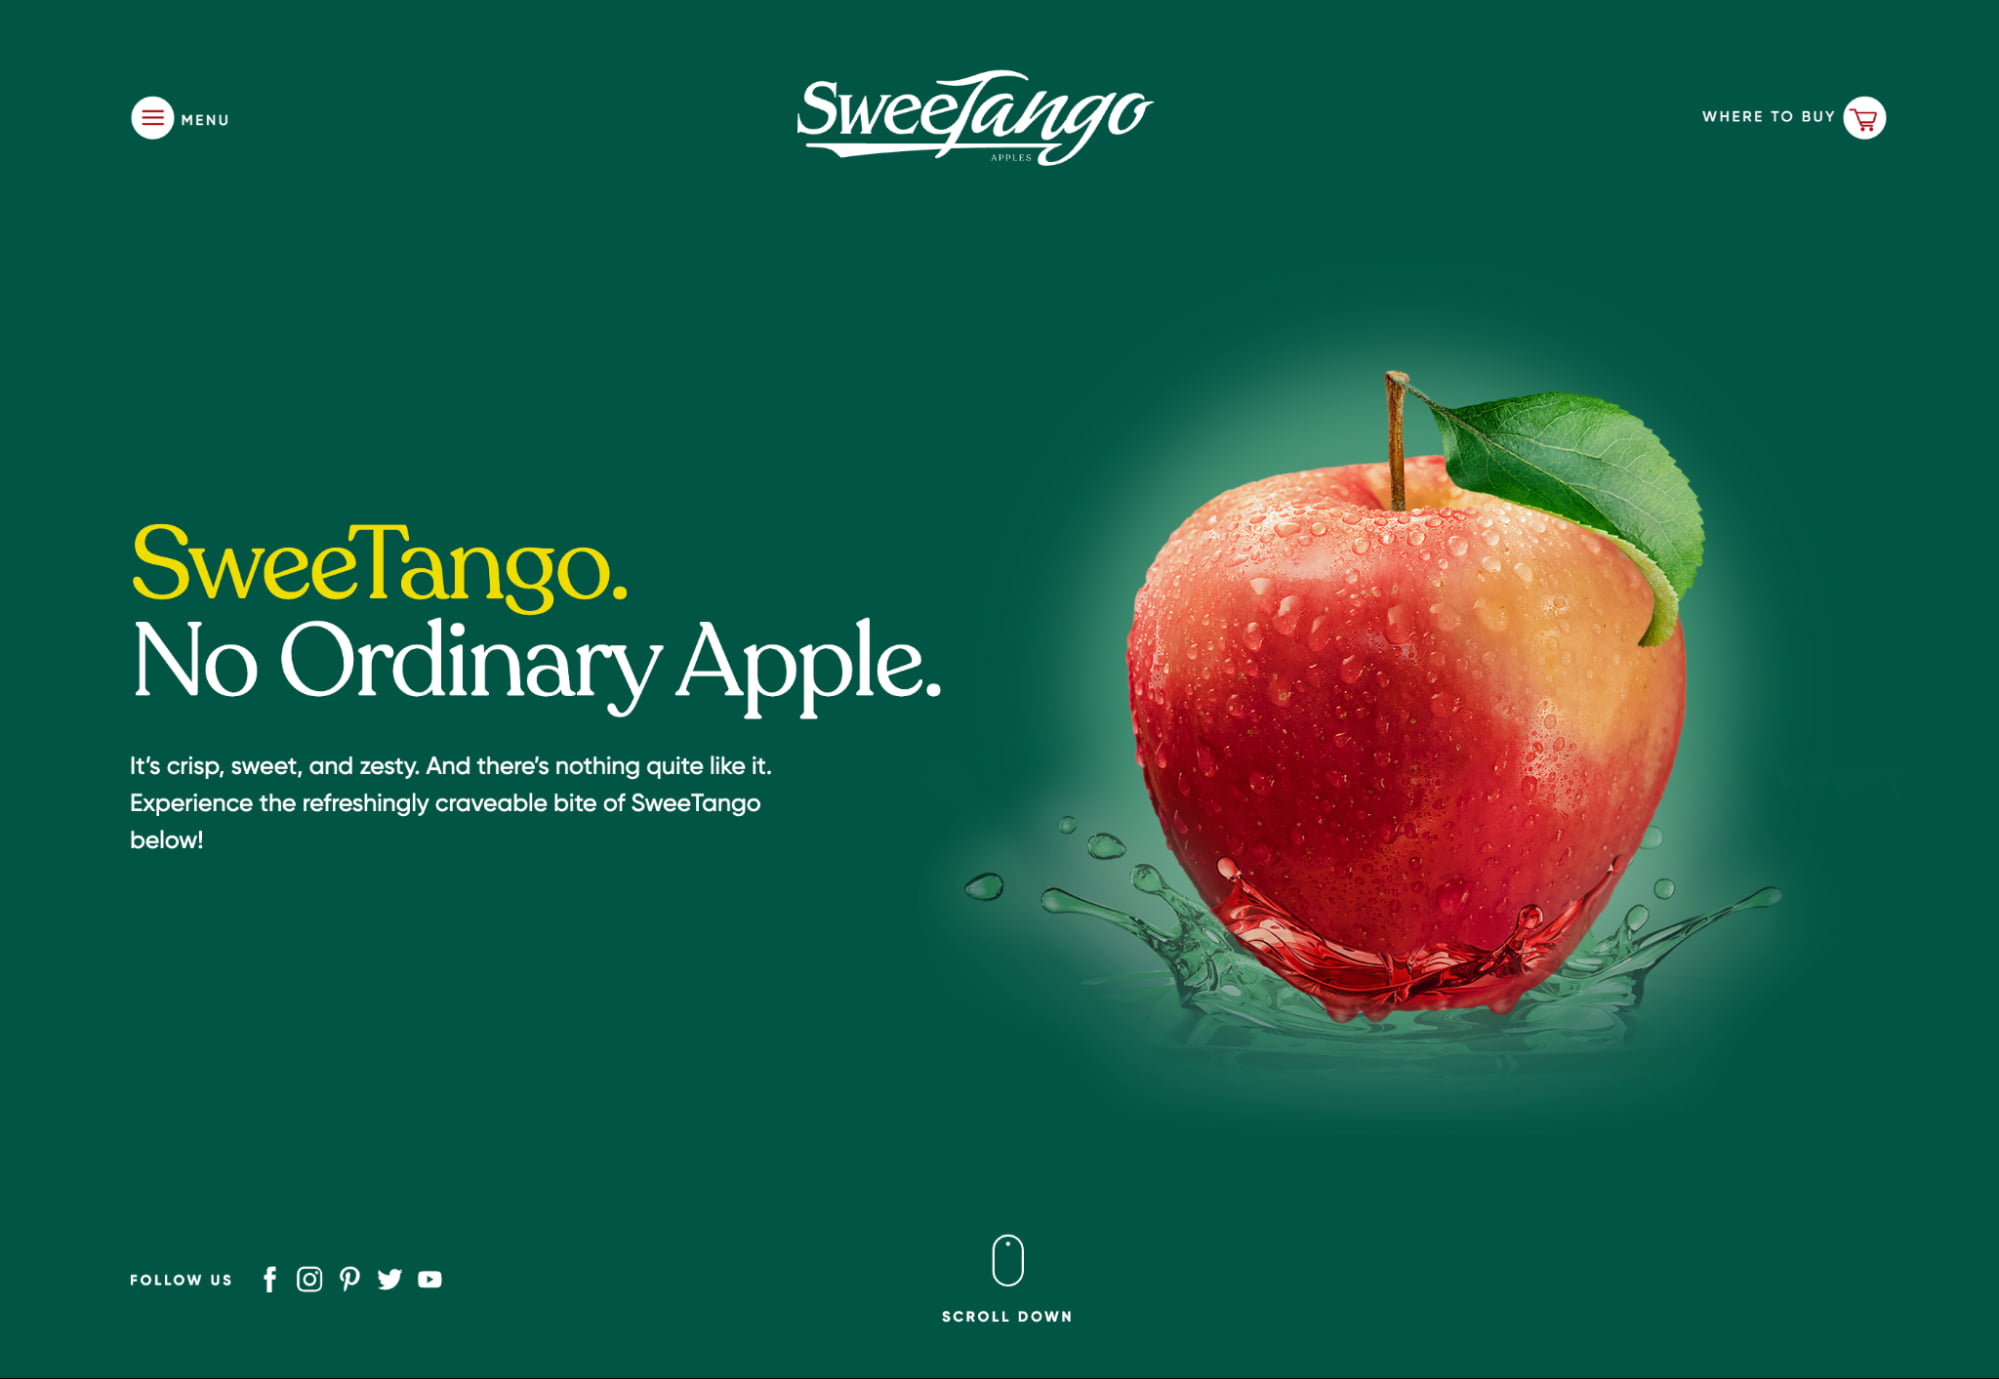 MENU
SweeTango
APPLES
WHERE TO BUY
SweeTango.
No Ordinary Apple.
It’s crisp, sweet, and zesty. And there’s nothing quite like it.
Experience the refreshingly craveable bite of SweeTango
below!
FOLLOW US
SCROLL DOWN